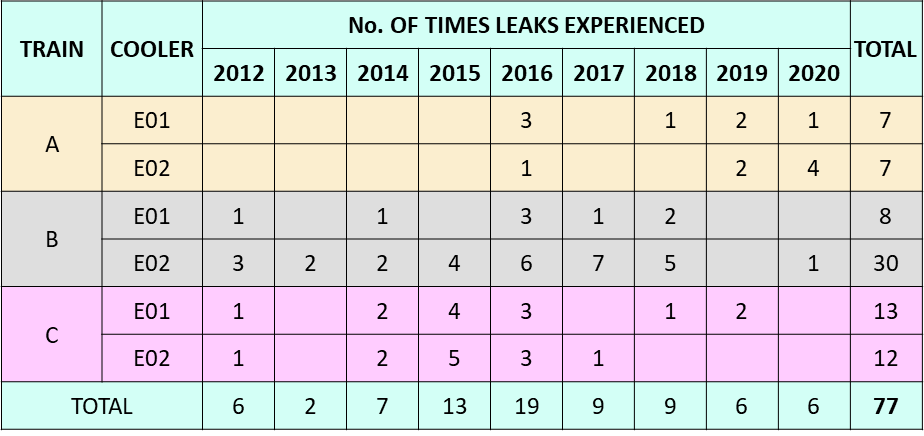 No. OF TIMES LEAKS EXPERIENCED
TRAIN COOLER TOTAL
2012 2013 2014 2015 2016 2017 2018 2019 2020
E01 3 1 2 1 7
A
E02 1 2 4 7
E01 1 1 3 1 2 8
B
E02 3 2 2 4 6 7 5 1 30
E01 1 2 4 3 1 2 13
C
E02 1 2 5 3 1 12
TOTAL 6 2 7 13 19 9 9 6 6 77